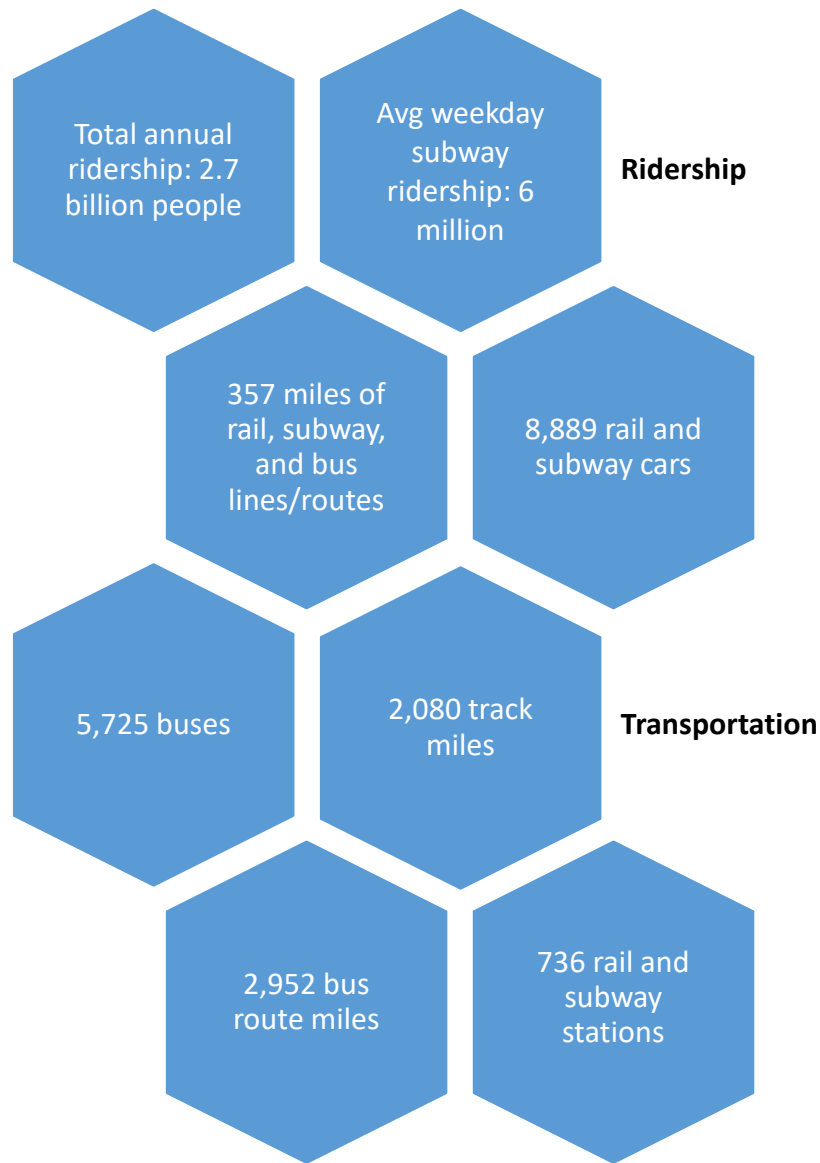 Total annual
ridership: 2.7
billion people
Avg weekday
subway
ridership: 6
million
Ridership
357 miles of
rail, subway,
and bus
lines/routes
8,889 rail and
subway cars
5,725 buses
2,080 track
miles
Transportation
2,952 bus
route miles
736 rail and
subway
stations